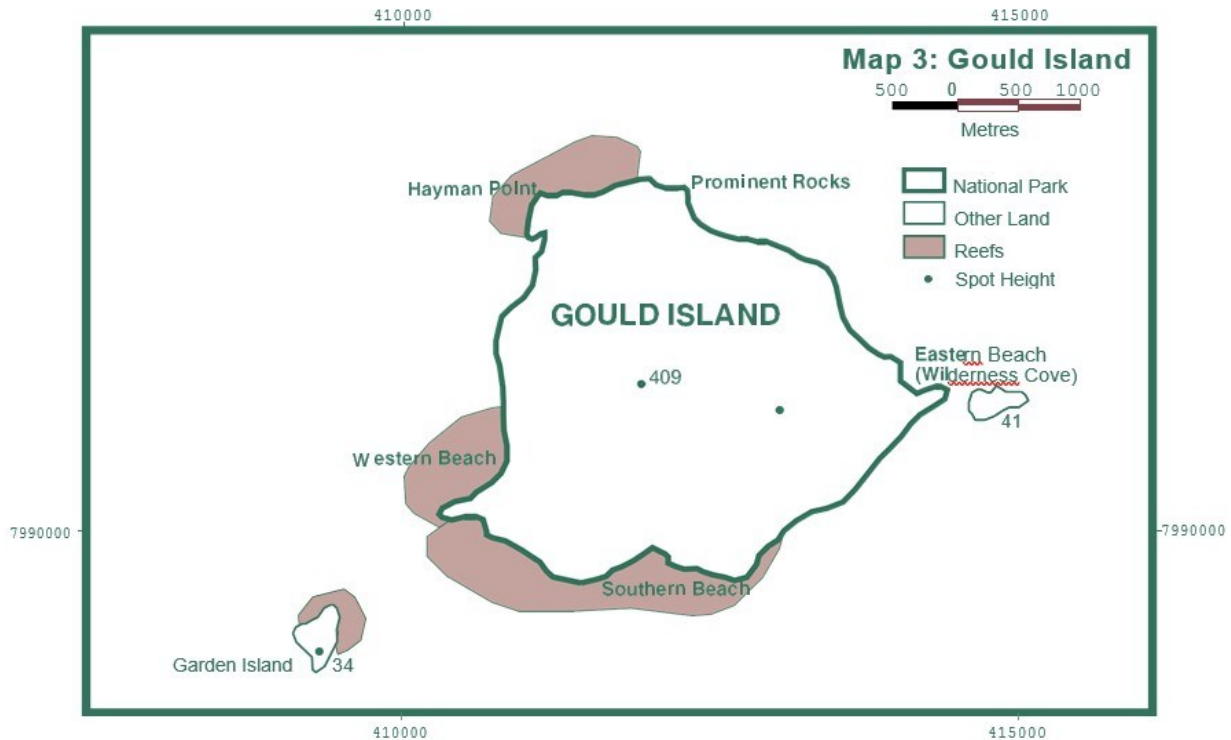 410000
415000
Map 3: Gould Island
500 0 500 1000
Metres
National Park
Other Land
Reefs
Spot Height
Hayman Point
Prominent Rocks
GOULD ISLAND
Eastern Beach
(Wilderness Cove)
409
41
Western Beach
7990000
7990000
Southern Beach
Garden Island
34
410000
415000